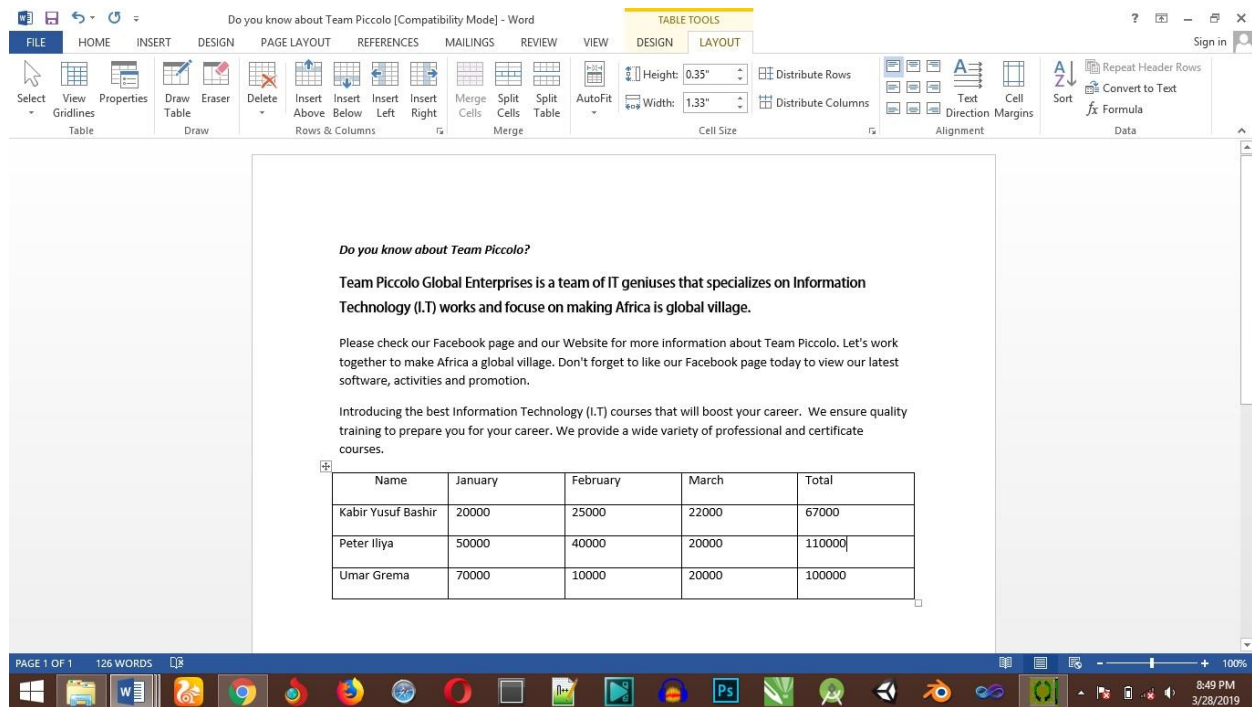 Do you know about Team Piccolo [Compatibility Mode] - Word
TABLE TOOLS
FILE HOME INSERT DESIGN PAGE LAYOUT REFERENCES MAILINGS REVIEW VIEW DESIGN LAYOUT Sign in
Select View Gridlines Properties Draw Table Eraser Delete Insert Above Insert Below Insert Left Insert Right Merge Cells Split Cells Split Table AutoFit Height: 0.35" Width: 1.33" Distribute Rows Distribute Columns Text Direction Cell Margins Sort Repeat Header Rows Convert to Text Formula
Table Draw Rows & Columns Merge Cell Size Alignment Data
Do you know about Team Piccolo?
Team Piccolo Global Enterprises is a team of IT geniuses that specializes on Information
Technology (I.T) works and focuse on making Africa is global village.
Please check our Facebook page and our Website for more information about Team Piccolo. Let's work
together to make Africa a global village. Don't forget to like our Facebook page today to view our latest
software, activities and promotion.
Introducing the best Information Technology (I.T) courses that will boost your career.  We ensure quality
training to prepare you for your career. We provide a wide variety of professional and certificate
courses.
Name January February March Total
Kabir Yusuf Bashir 20000 25000 22000 67000
Peter Iliya 50000 40000 20000 110000
Umar Grema 70000 10000 20000 100000
PAGE 1 OF 1 126 WORDS 100%
Ps
8:49 PM
3/28/2019